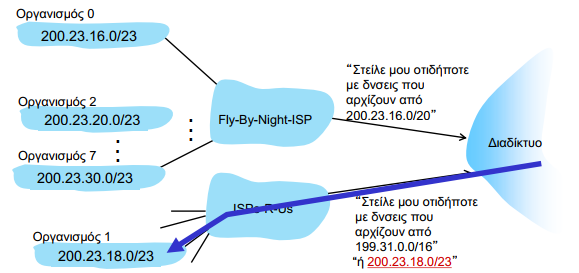 Οργανισμός 0
200.23.16.0/23
Οργανισμός 2
200.23.20.0/23
Οργανισμός 7
200.23.30.0/23
Fly-By-Night-ISP
"Στείλε μου οτιδήποτε
με δνσεις που
αρχίζουν από
200.23.16.0/20"
Διαδίκτυο
ISPs-R-Us
Οργανισμός 1
200.23.18.0/23
"Στείλε μου οτιδήποτε
με δνσεις που
αρχίζουν από
199.31.0.0/16"
"ή 200.23.18.0/23"